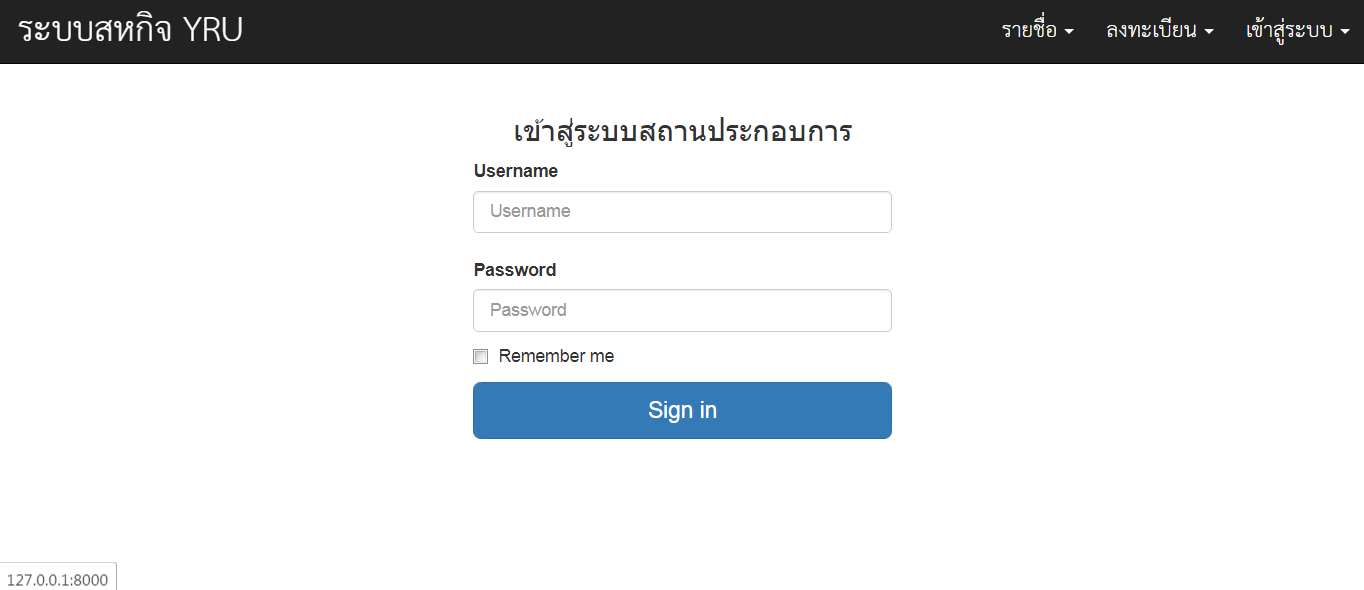 ระบบสหกิจ YRU รายชื่อ ลงทะเบียน เข้าสู่ระบบ
เข้าสู่ระบบสถานประกอบการ
Username
Username
Password
Password
Remember me
Sign in
127.0.0.1:8000